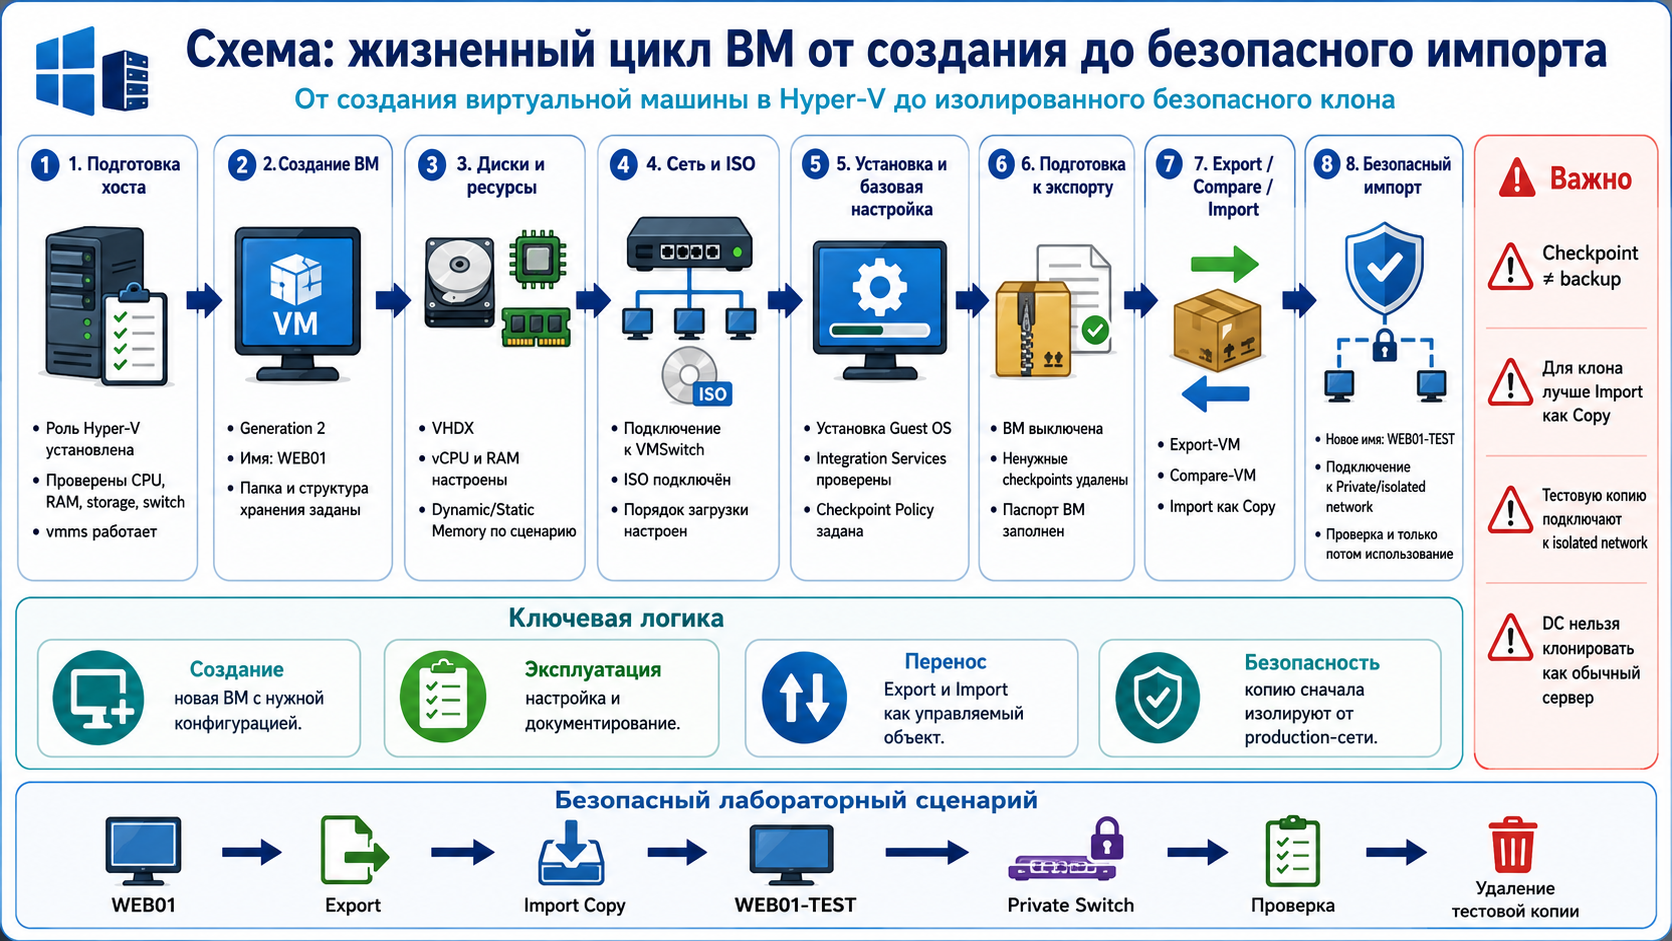 Схема: жизненный цикл ВМ от создания до безопасного импорта
От создания виртуальной машины в Hyper-V до изолированного безопасного клона
1 1. Подготовка
хоста
• Роль Hyper-V
установлена
• Проверены CPU,
RAM, storage, switch
• vmms работает
2 2.Создание ВМ
VM
• Generation 2
• Имя: WEB01
• Папка и структура
хранения заданы
3 3. Диски и
ресурсы
• VHDX
• vCPU и RAM
настроены
• Dynamic/Static
Memory по сценарию
4 4. Сеть и ISO
ISO
• Подключение
к VMSwitch
• ISO подключён
• Порядок загрузки
настроен
5 5. Установка и
базовая
настройка
• Установка Guest OS
• Integration Services
проверены
• Checkpoint Policy
задана
6 6. Подготовка
к экспорту
• ВМ выключена
• Ненужные
checkpoints удалены
• Паспорт ВМ
заполнен
7 7. Export /
Compare /
Import
• Export-VM
• Compare-VM
• Import как Copy
8 8. Безопасный
импорт
• Новое имя: WEB01-TEST
• Подключение
к Private/isolated
network
• Проверка и только
потом использование
Важно
Checkpoint
≠ backup
Для клона
лучше Import
как Copy
Тестовую копию
подключают
к isolated network
DC нельзя
клонировать
как обычный
сервер
Ключевая логика
Создание
новая ВМ с нужной
конфигурацией.
Эксплуатация
настройка и
документирование.
Перенос
Export и Import
как управляемый
объект.
Безопасность
копию сначала
изолируют от
production-сети.
Безопасный лабораторный сценарий
WEB01
Export
Import Copy
WEB01-TEST
Private Switch
Проверка
Удаление
тестовой копии